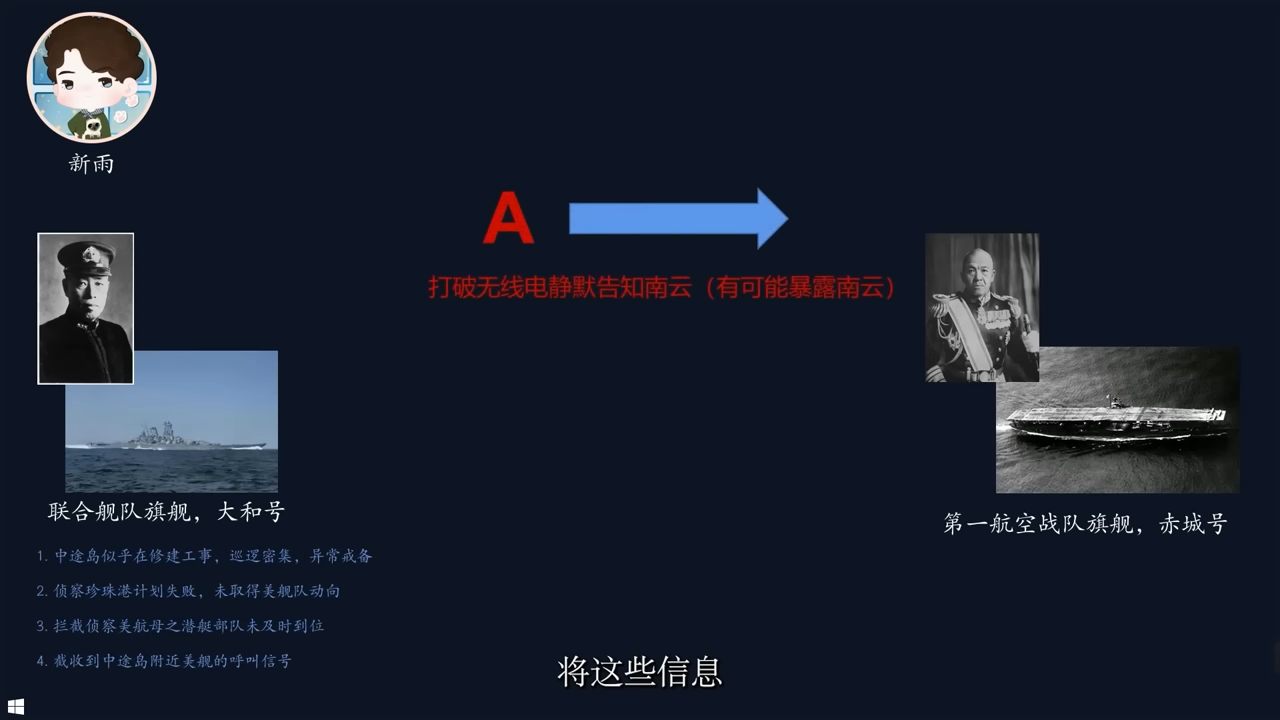 新雨
A
打破无线电静默告知南云（有可能暴露南云）
联合舰队旗舰，大和号
第一航空战队旗舰，赤城号
1. 中途岛似乎在修建工事，巡逻密集，异常戒备
2. 侦察珍珠港计划失败，未取得美舰队动向
3. 拦截侦察美航母之潜艇部队未及时到位
4. 截收到中途岛附近美舰的呼叫信号
将这些信息